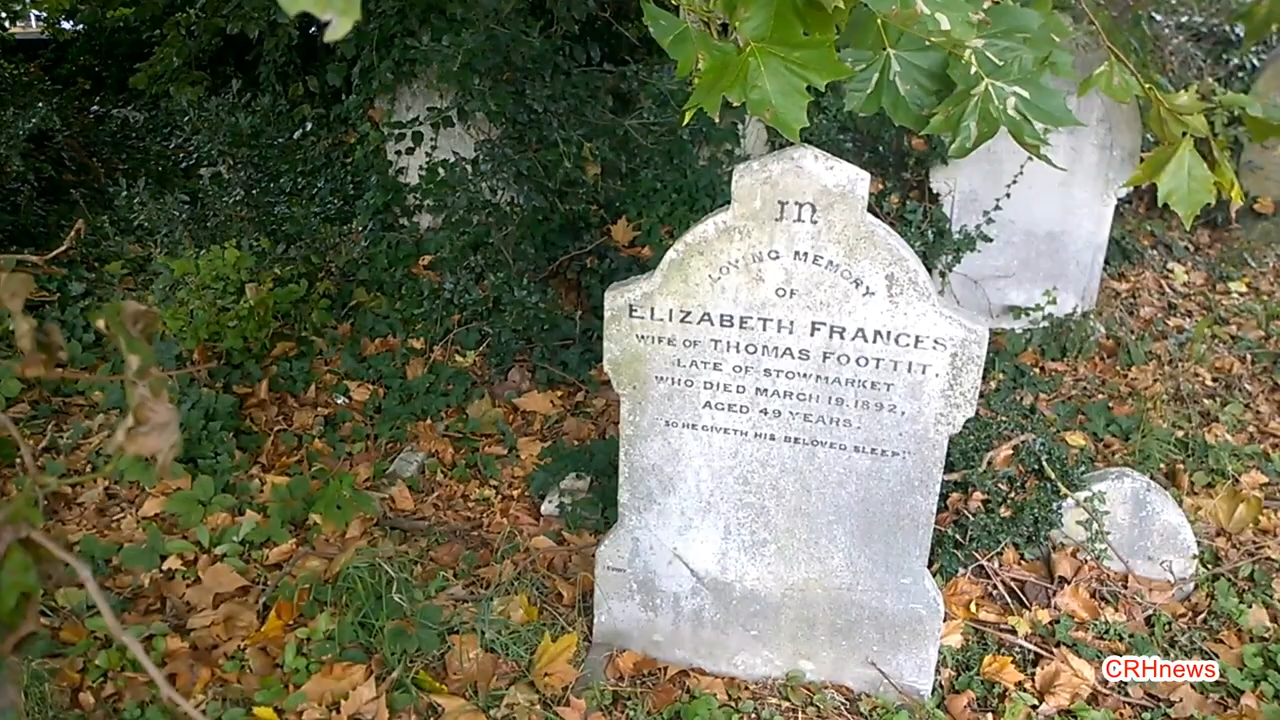 In
LOVING MEMORY
OF
ELIZABETH FRANCES
WIFE OF THOMAS FOOTTIT,
LATE OF STOWMARKET
WHO DIED MARCH 19.1892,
AGED 49 YEARS.
"SO HE GIVETH HIS BELOVED SLEEP."
CRHnews